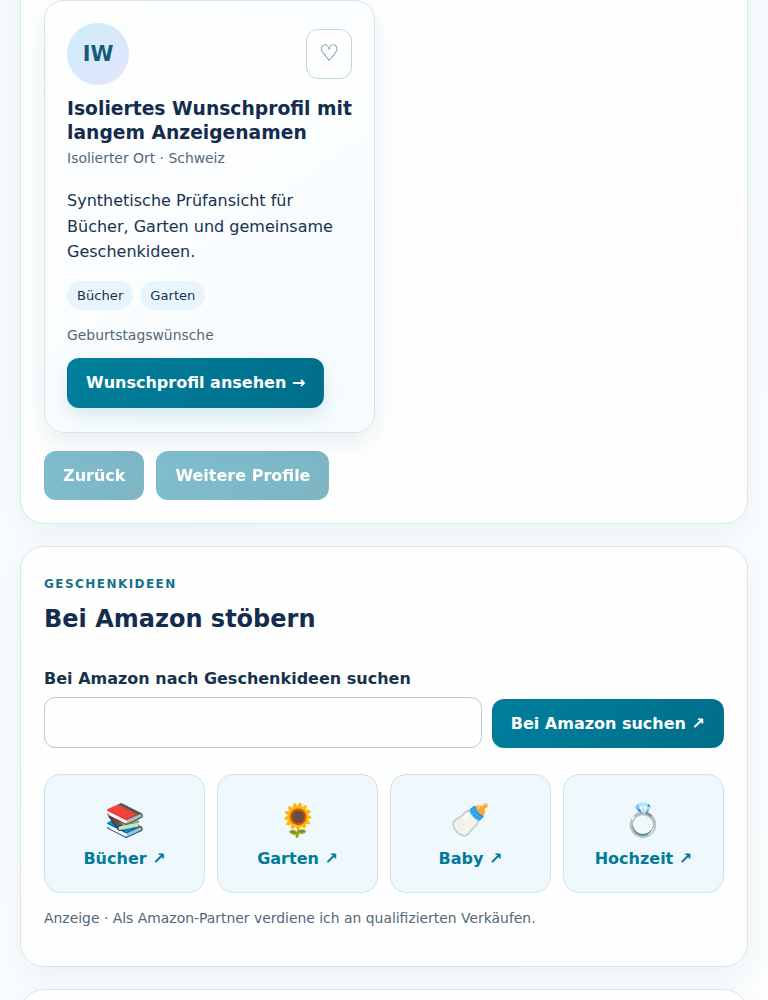 IW
♡
Isoliertes Wunschprofil mit
langem Anzeigenamen
Isolierter Ort · Schweiz
Synthetische Prüfansicht für
Bücher, Garten und gemeinsame
Geschenkideen.
Bücher Garten
Geburtstagswünsche
Wunschprofil ansehen →
Zurück Weitere Profile
GESCHENKIDEEN
Bei Amazon stöbern
Bei Amazon nach Geschenkideen suchen
Bei Amazon suchen ↗
Bücher ↗ Garten ↗ Baby ↗ Hochzeit ↗
Anzeige · Als Amazon-Partner verdiene ich an qualifizierten Verkäufen.